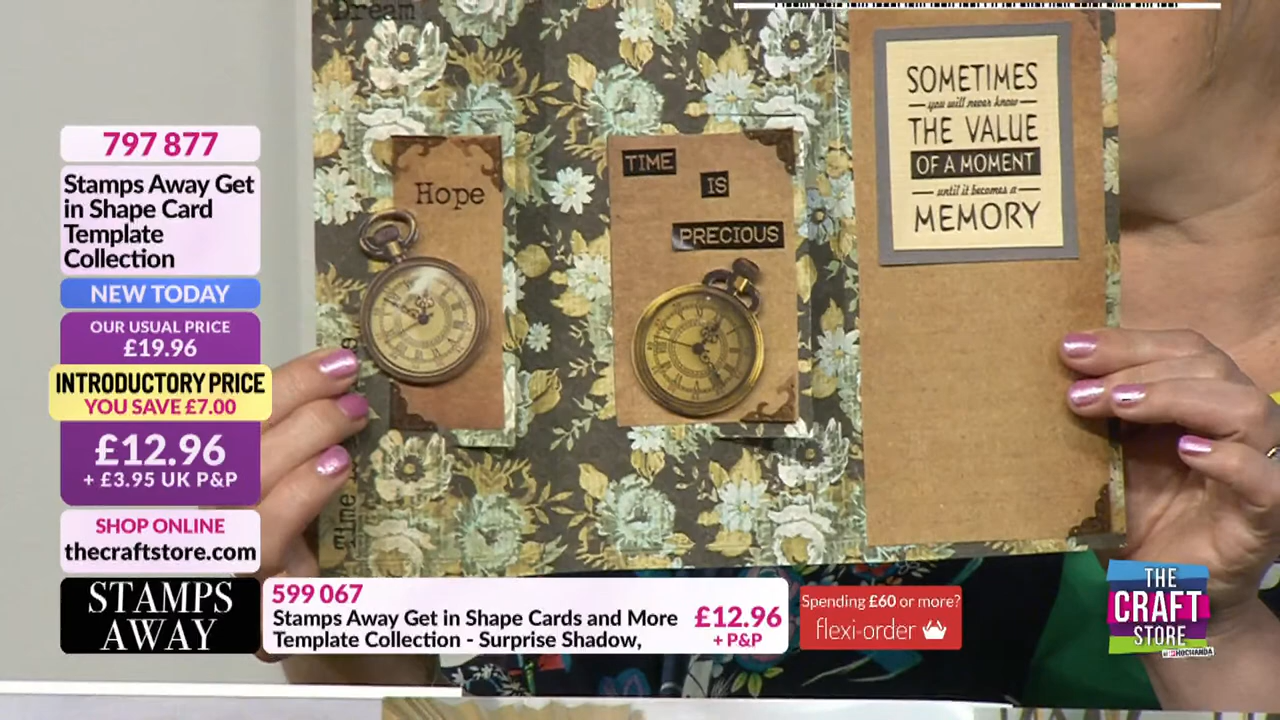 797 877
Stamps Away Get
in Shape Card
Template
Collection
NEW TODAY
OUR USUAL PRICE
£19.96
INTRODUCTORY PRICE
YOU SAVE £7.00
£12.96
+ £3.95 UK P&P
SHOP ONLINE
thecraftstore.com
STAMPS
AWAY
599 067
Stamps Away Get in Shape Cards and More
Template Collection - Surprise Shadow,
£12.96
+ P&P
Spending £60 or more?
flexi-order
THE
CRAFT
STORE
HOCHANDA
Dream
Hope
TIME
IS
PRECIOUS
SOMETIMES
you will never know
THE VALUE
OF A MOMENT
until it becomes a
MEMORY
Time